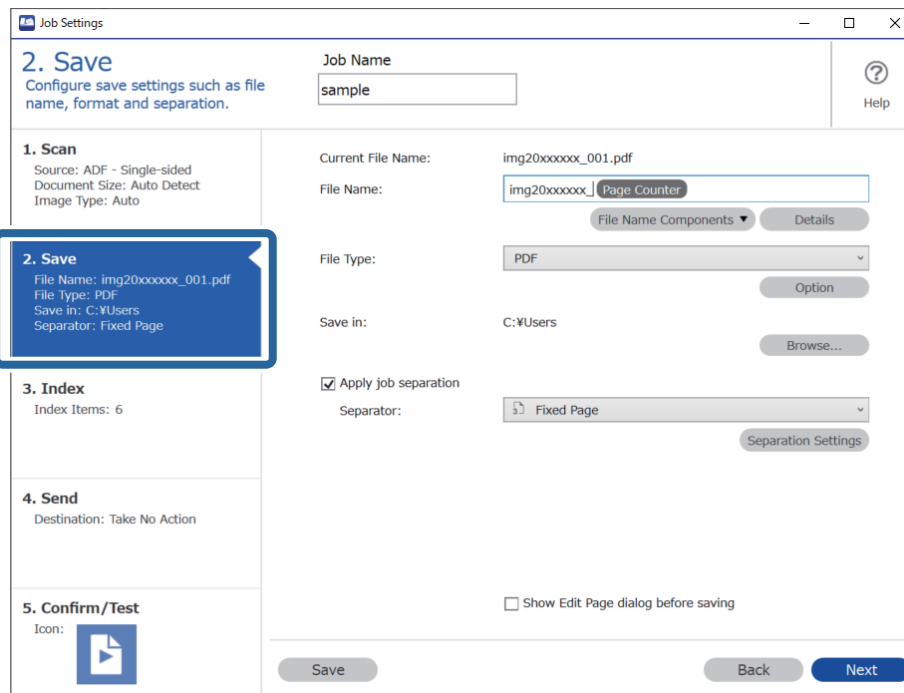 Job Settings
2. Save
Configure save settings such as file
name, format and separation.
Job Name
sample
Help
1. Scan
Source: ADF - Single-sided
Document Size: Auto Detect
Image Type: Auto
2. Save
File Name: img20xxxxxx_001.pdf
File Type: PDF
Save in: C:¥Users
Separator: Fixed Page
3. Index
Index Items: 6
4. Send
Destination: Take No Action
5. Confirm/Test
Icon:
Current File Name: img20xxxxxx_001.pdf
File Name: img20xxxxxx_ Page Counter
File Name Components ▼ Details
File Type: PDF
Option
Save in: C:¥Users
Browse...
Apply job separation
Separator: Fixed Page
Separation Settings
Show Edit Page dialog before saving
Save Back Next